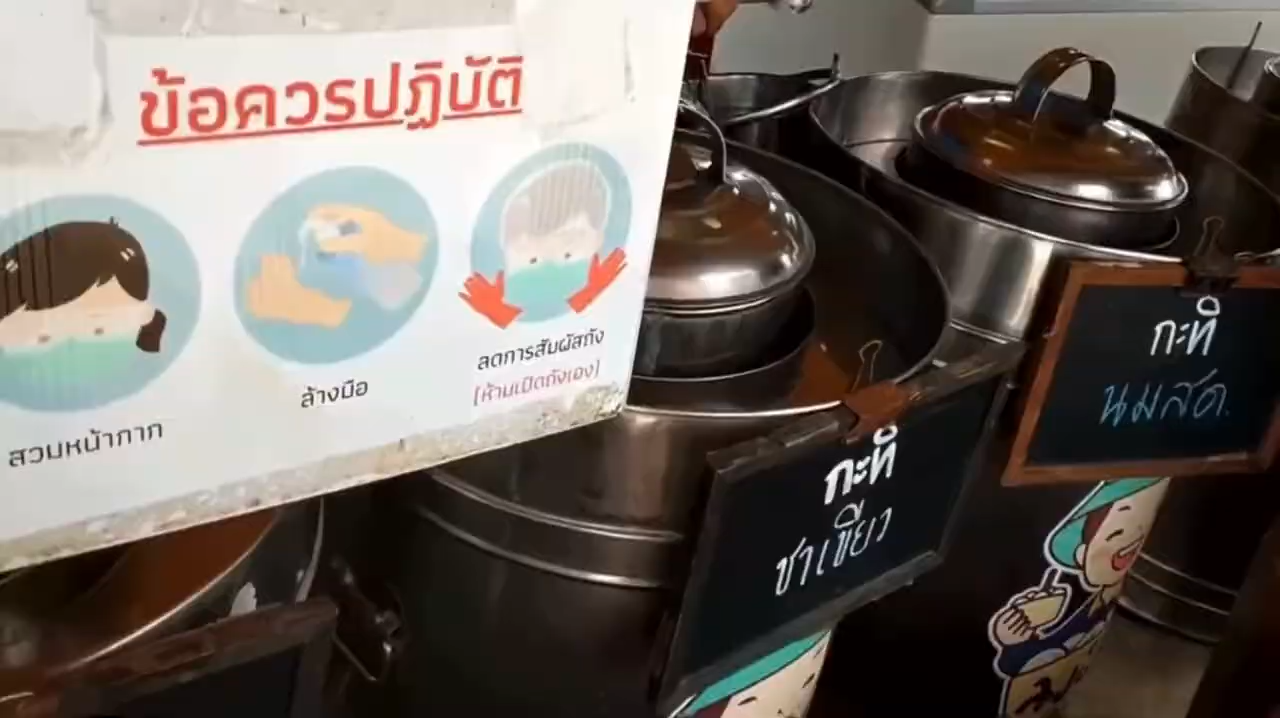 ข้อควรปฏิบัติ
สวมหน้ากาก
ล้างมือ
ลดการสัมผัสถัง
(ห้ามเปิดถังเอง)
กะทิ
ชาเขียว
กะทิ
นมสด.